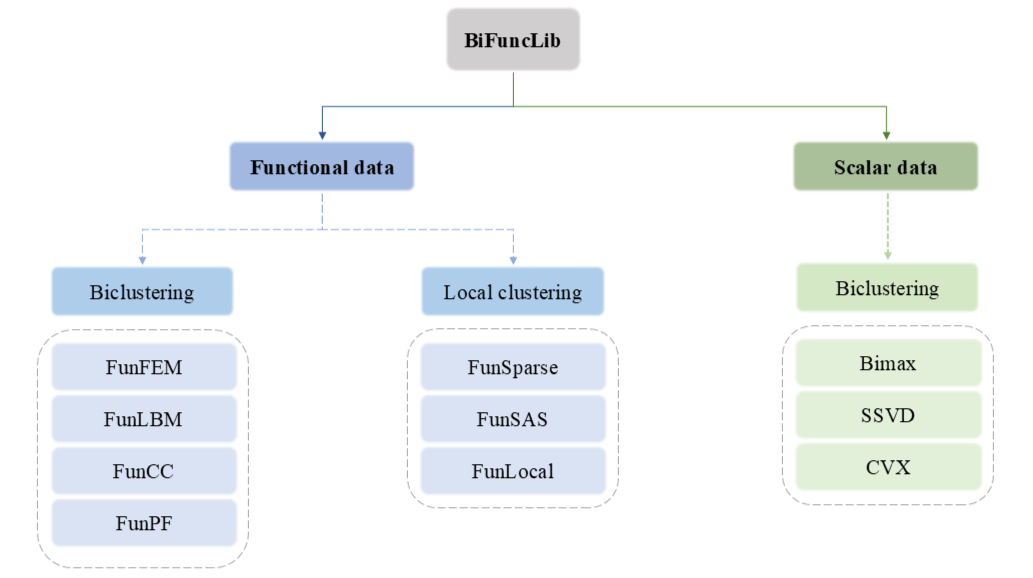 BiFuncLib
Functional data
Scalar data
Biclustering
Local clustering
Biclustering
FunFEM
FunLBM
FunCC
FunPF
FunSparse
FunSAS
FunLocal
Bimax
SSVD
CVX